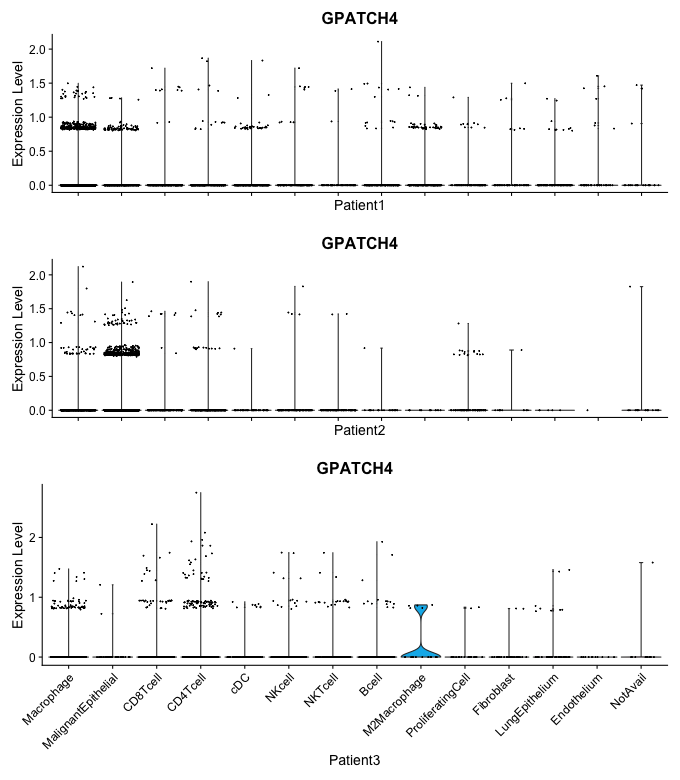 GPATCH4
Expression Level
2.0
1.5
1.0
0.5
0.0
Patient1
GPATCH4
Expression Level
2.0
1.5
1.0
0.5
0.0
Patient2
GPATCH4
Expression Level
2
1
0
Macrophage
MalignantEpithelial
CD8Tcell
CD4Tcell
cDC
NKcell
NKTcell
Bcell
M2Macrophage
ProliferatingCell
Fibroblast
LungEpithelium
Endothelium
NotAvail
Patient3